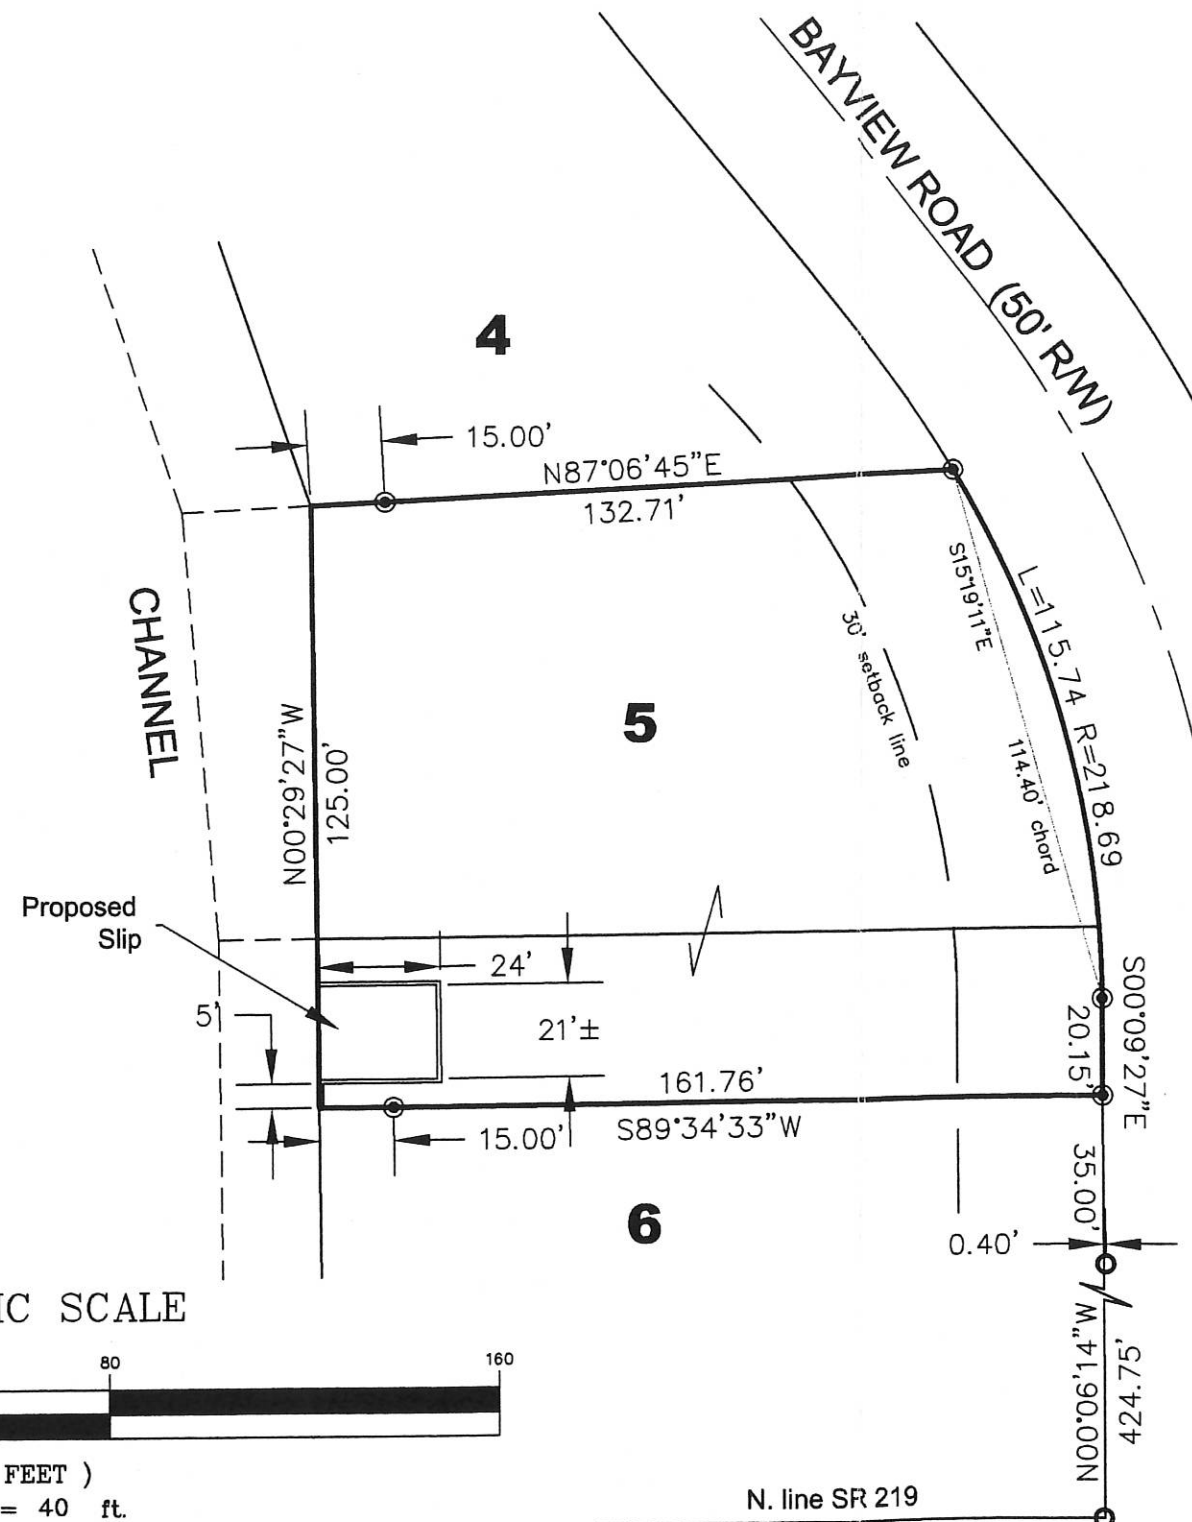 BAYVIEW ROAD (50' R/W)
4
15.00'
N87°06'45"E
132.71'
S15°19'11"E
L=115.74 R=218.69
114.40' chord
30' setback line
CHANNEL
5
N00°29'27"W
125.00'
Proposed
Slip
24'
5'
21'±
161.76'
S89°34'33"W
15.00'
20.15'
S00°09'27"E
35.00'
6
0.40'
IC SCALE
80
160
FEET )
= 40 ft.
N00°09'14"W
424.75'
N. line SR 219